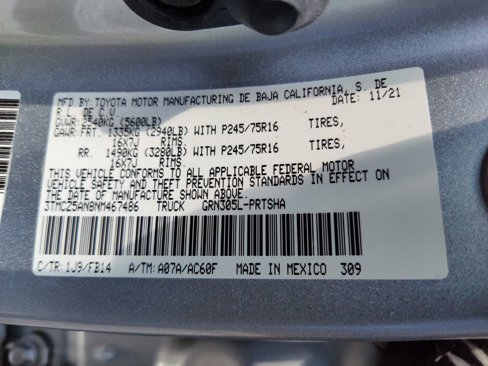 MFD. BY: TOYOTA MOTOR MANUFACTURING DE BAJA CALIFORNIA, S. DE
R.L. DE C.V. DATE: 11/21
GVWR: 2540KG (5600LB)
GAWR: FRT. 1335KG (2940LB) WITH P245/75R16 TIRES,
16X7J RIMS.
RR. 1490KG (3280LB) WITH P245/75R16 TIRES,
16X7J RIMS.
THIS VEHICLE CONFORMS TO ALL APPLICABLE FEDERAL MOTOR
VEHICLE SAFETY AND THEFT PREVENTION STANDARDS IN EFFECT
ON DATE OF MANUFACTURE SHOWN ABOVE.
3TMCZ5AN8NM467486 TRUCK GRN305L-PRTSHA
C/TR: 1J9/FB14 A/TM: A07A/AC60F MADE IN MEXICO 309